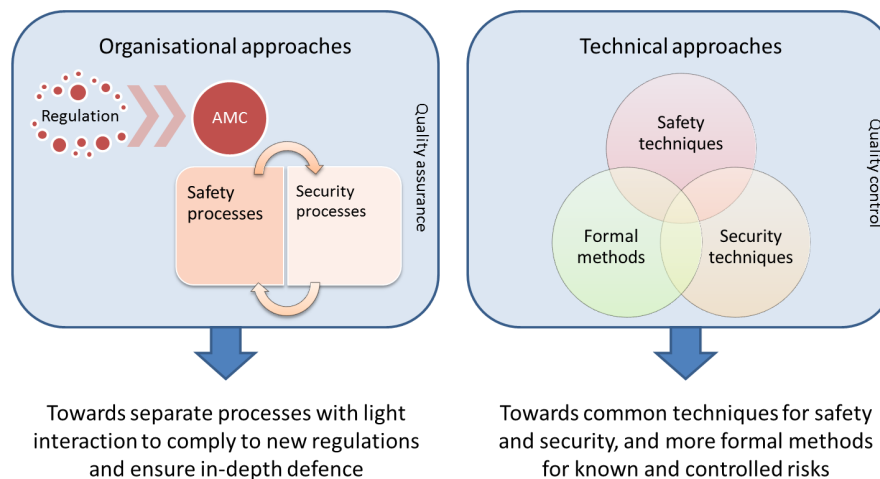 Organisational approaches
Regulation
AMC
Quality assurance
Safety
processes
Security
processes
Towards separate processes with light
interaction to comply to new regulations
and ensure in-depth defence
Technical approaches
Safety
techniques
Formal
methods
Security
techniques
Quality control
Towards common techniques for safety
and security, and more formal methods
for known and controlled risks